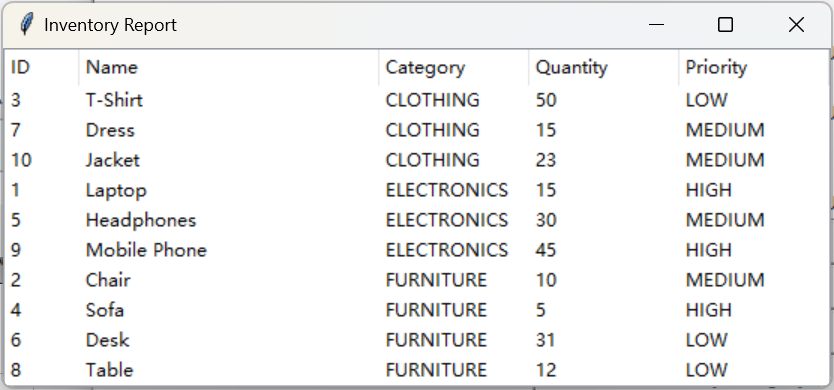 Inventory Report
ID Name Category Quantity Priority
3 T-Shirt CLOTHING 50 LOW
7 Dress CLOTHING 15 MEDIUM
10 Jacket CLOTHING 23 MEDIUM
1 Laptop ELECTRONICS 15 HIGH
5 Headphones ELECTRONICS 30 MEDIUM
9 Mobile Phone ELECTRONICS 45 HIGH
2 Chair FURNITURE 10 MEDIUM
4 Sofa FURNITURE 5 HIGH
6 Desk FURNITURE 31 LOW
8 Table FURNITURE 12 LOW